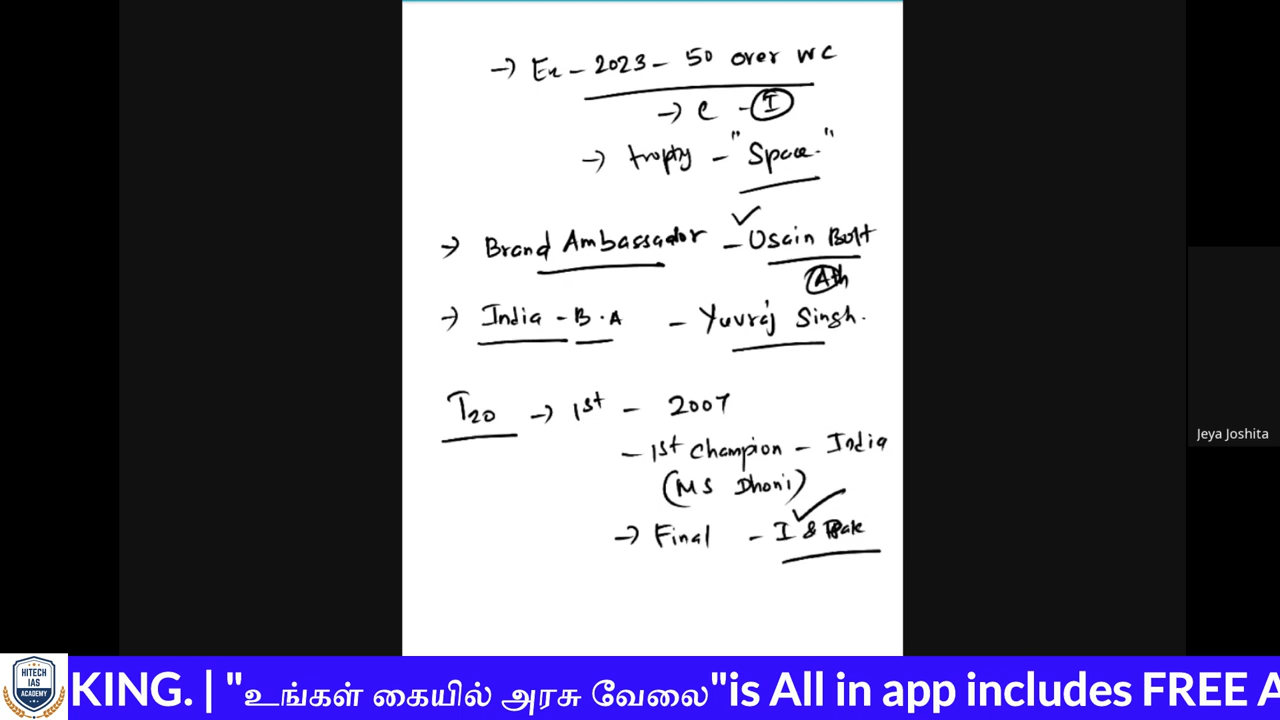 → Ex - 2023 - 50 over WC
→ C - I
→ trophy - "Space."
→ Brand Ambassador - Usain Bolt
Ath
→ India - B.A - Yuvraj Singh.
T20 → 1st - 2007
- 1st Champion - India
(MS Dhoni)
→ Final - I & Pak
Jeya Joshita
HITECH
IAS
ACADEMY
KING. | "உங்கள் கையில் அரசு வேலை"is All in app includes FREE A